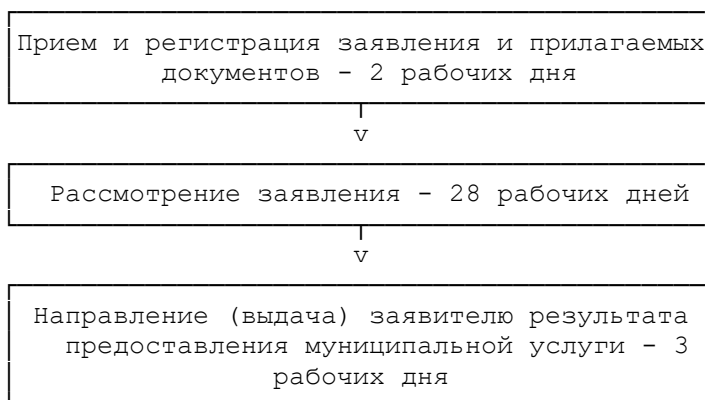 Прием и регистрация заявления и прилагаемых
документов - 2 рабочих дня
v
Рассмотрение заявления - 28 рабочих дней
v
Направление (выдача) заявителю результата
предоставления муниципальной услуги - 3
рабочих дня